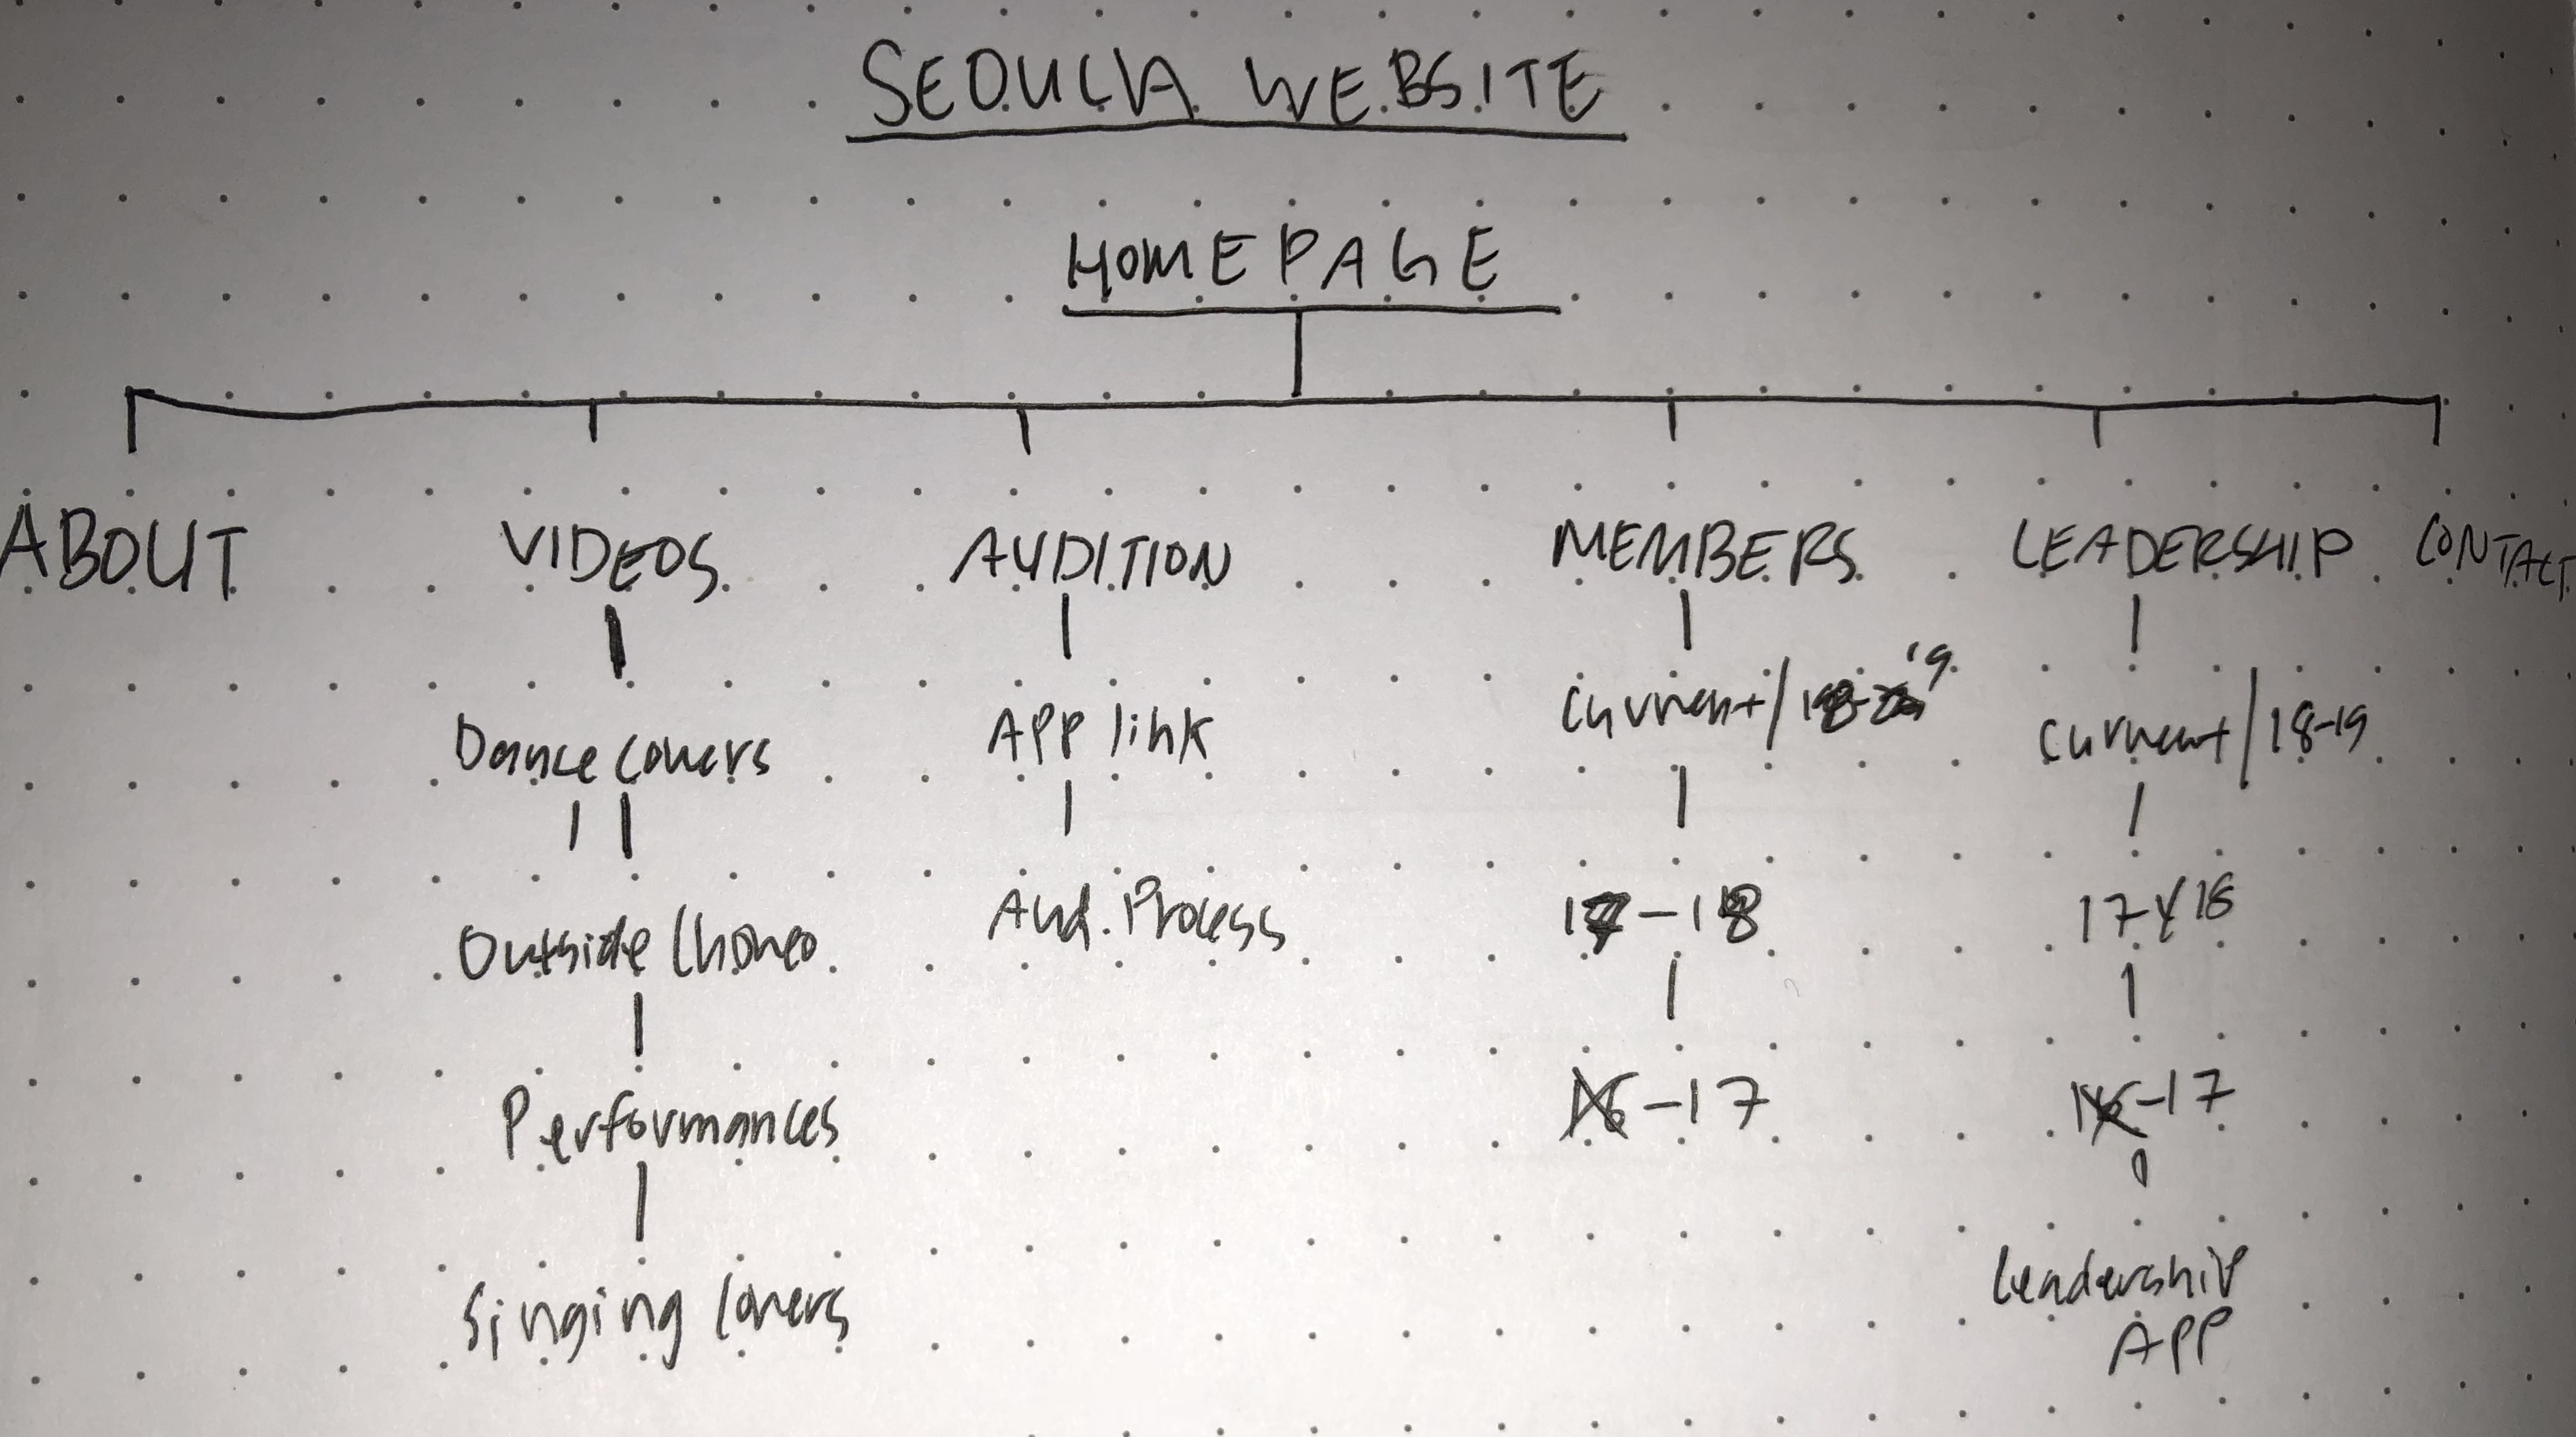 SEOULA WEBSITE
HOMEPAGE
ABOUT VIDEOS AUDITION MEMBERS LEADERSHIP CONTACT
Dance Covers App link Current/18-19 Current/18-19
Outside Choreo Aud. Process 17-18 17-18
Performances 16-17 16-17
Singing Covers Leadership
App